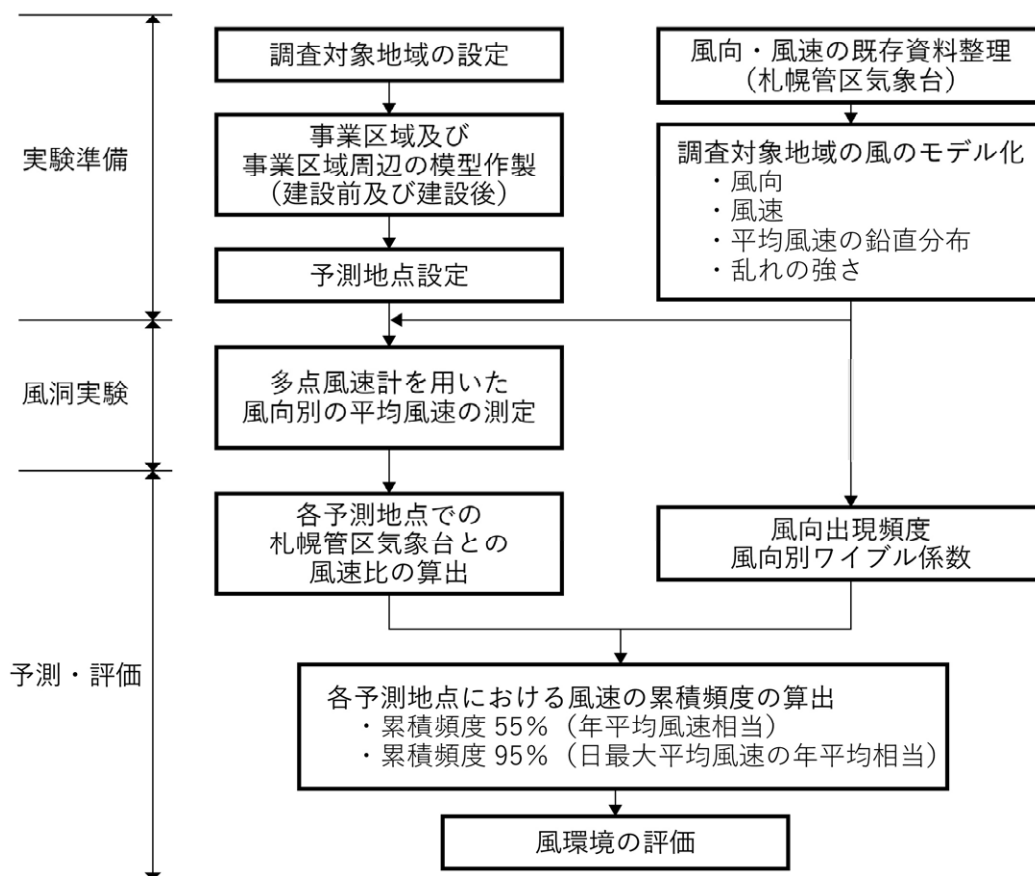 実験準備
調査対象地域の設定
風向・風速の既存資料整理
（札幌管区気象台）
事業区域及び
事業区域周辺の模型作製
（建設前及び建設後）
調査対象地域の風のモデル化
・風向
・風速
・平均風速の鉛直分布
・乱れの強さ
予測地点設定
風洞実験
多点風速計を用いた
風向別の平均風速の測定
予測・評価
各予測地点での
札幌管区気象台との
風速比の算出
風向出現頻度
風向別ワイブル係数
各予測地点における風速の累積頻度の算出
・累積頻度 55%（年平均風速相当）
・累積頻度 95%（日最大平均風速の年平均相当）
風環境の評価